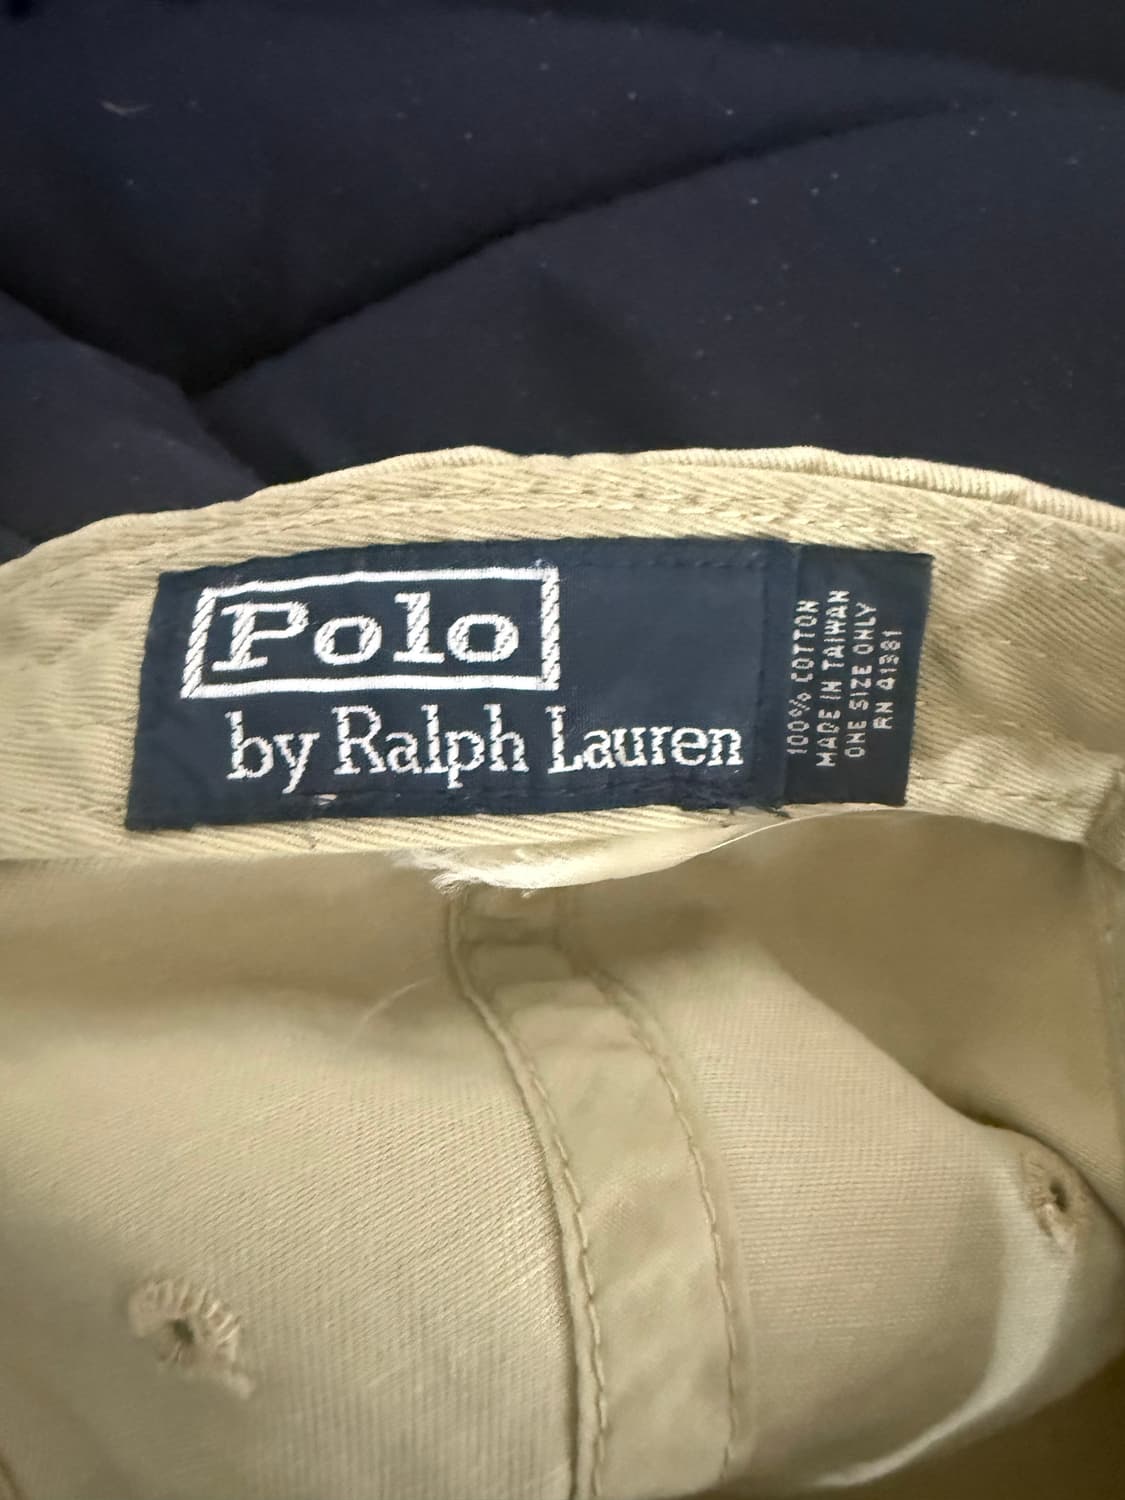 Polo
by Ralph Lauren
100% COTTON
MADE IN TAIWAN
ONE SIZE ONLY
RN 41381